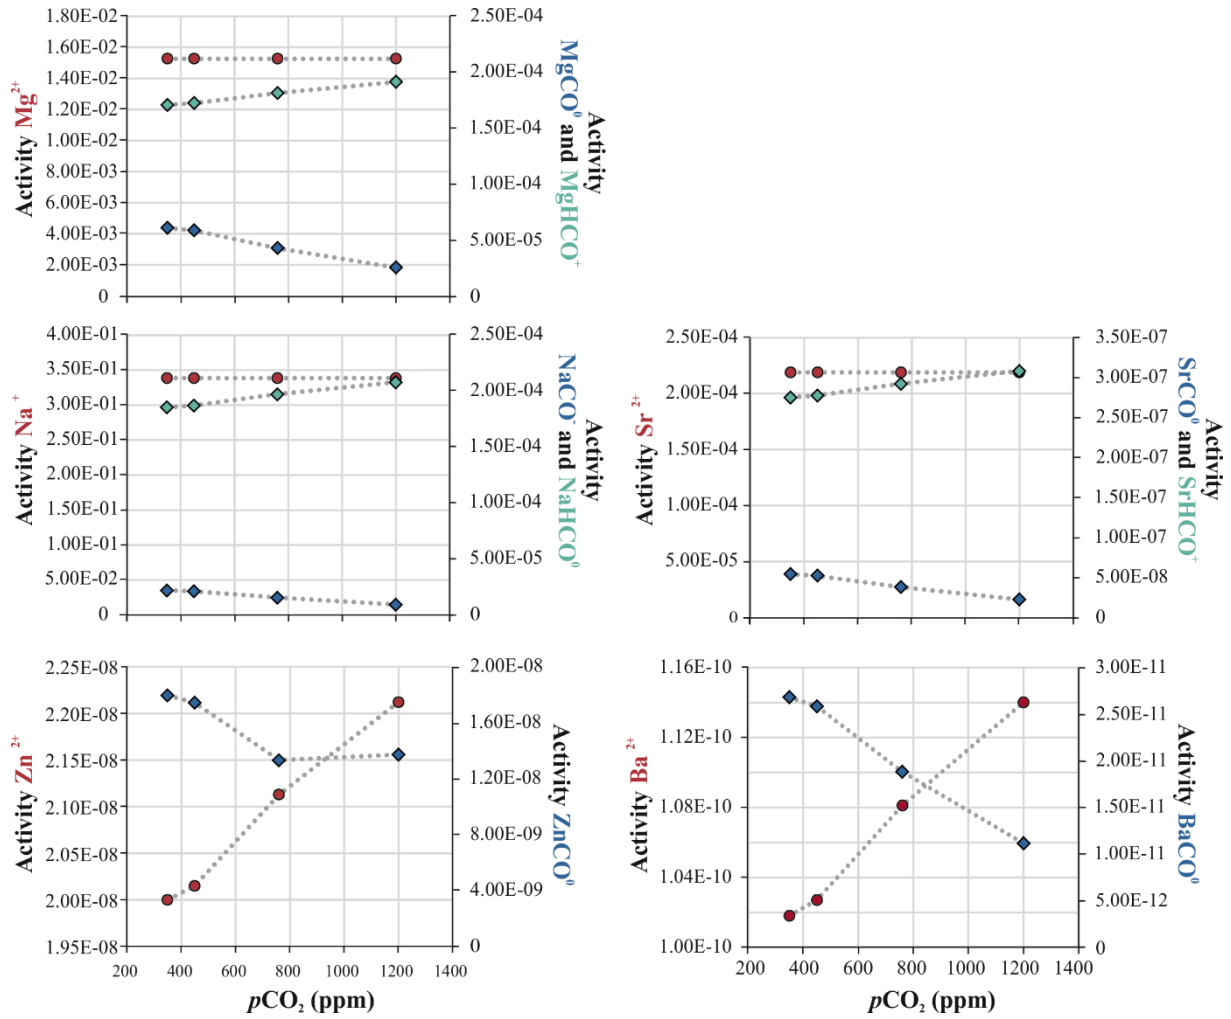 1.80E-02
1.60E-02
1.40E-02
1.20E-02
1.00E-02
8.00E-03
6.00E-03
4.00E-03
2.00E-03
0
Activity Mg²⁺
2.50E-04
2.00E-04
1.50E-04
1.00E-04
5.00E-05
0
MgCO⁰
and MgHCO⁺
Activity
4.00E-01
3.50E-01
3.00E-01
2.50E-01
2.00E-01
1.50E-01
1.00E-01
5.00E-02
0
Activity Na⁺
2.50E-04
2.00E-04
1.50E-04
1.00E-04
5.00E-05
0
NaCO⁻
and NaHCO⁰
Activity
2.50E-04
2.00E-04
1.50E-04
1.00E-04
5.00E-05
0
Activity Sr²⁺
3.50E-07
3.00E-07
2.50E-07
2.00E-07
1.50E-07
1.00E-07
5.00E-08
0
SrCO⁰
and SrHCO⁺
Activity
2.25E-08
2.20E-08
2.15E-08
2.10E-08
2.05E-08
2.00E-08
1.95E-08
Activity Zn²⁺
2.00E-08
1.60E-08
1.20E-08
8.00E-09
4.00E-09
0
Activity ZnCO⁰
200 400 600 800 1000 1200 1400
pCO₂ (ppm)
1.16E-10
1.12E-10
1.08E-10
1.04E-10
1.00E-10
Activity Ba²⁺
3.00E-11
2.50E-11
2.00E-11
1.50E-11
1.00E-11
5.00E-12
0
Activity BaCO⁰
200 400 600 800 1000 1200 1400
pCO₂ (ppm)